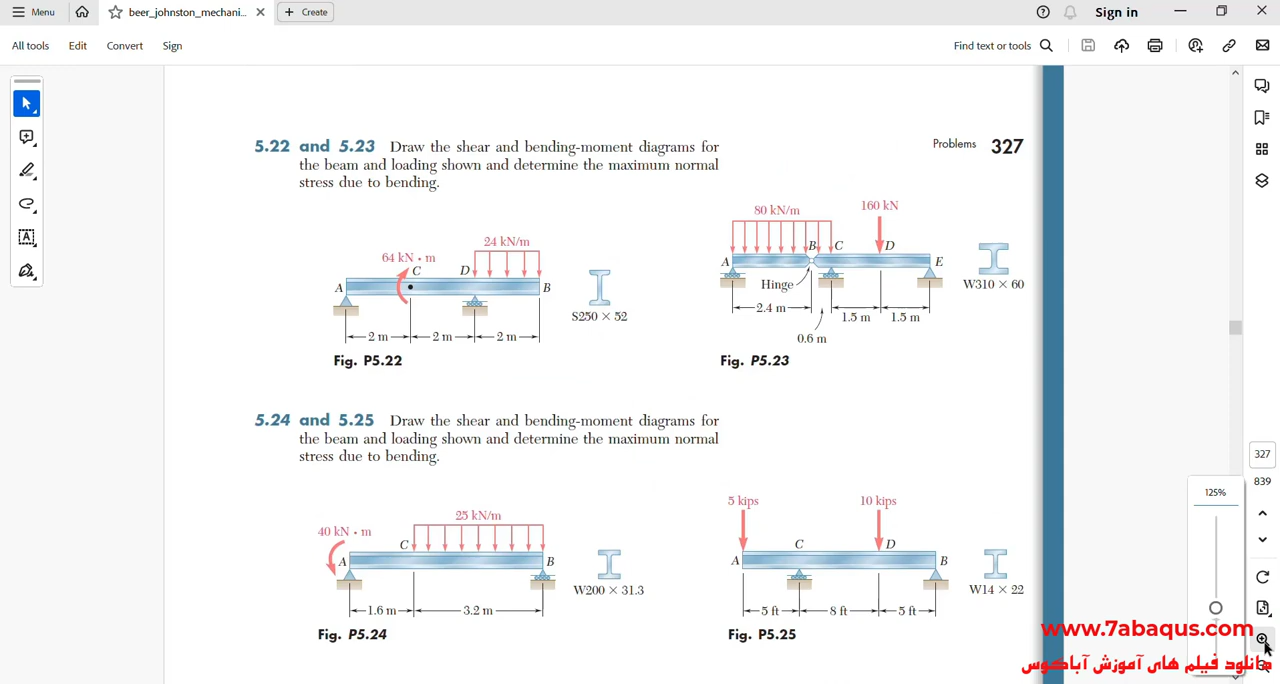 Menu
beer_johnston_mechani...
Create
Sign in
All tools
Edit
Convert
Sign
Find text or tools
5.22 and 5.23 Draw the shear and bending-moment diagrams for
the beam and loading shown and determine the maximum normal
stress due to bending.
Problems 327
24 kN/m
64 kN • m
C
D
A
B
S250 × 52
2 m
2 m
2 m
Fig. P5.22
80 kN/m
160 kN
B
C
D
A
E
Hinge
W310 × 60
2.4 m
1.5 m
1.5 m
0.6 m
Fig. P5.23
5.24 and 5.25 Draw the shear and bending-moment diagrams for
the beam and loading shown and determine the maximum normal
stress due to bending.
25 kN/m
40 kN • m
C
A
B
W200 × 31.3
1.6 m
3.2 m
Fig. P5.24
5 kips
10 kips
C
D
A
B
W14 × 22
5 ft
8 ft
5 ft
Fig. P5.25
327
839
125%
www.7abaqus.com
دانلود فیلم های آموزش آباکوس